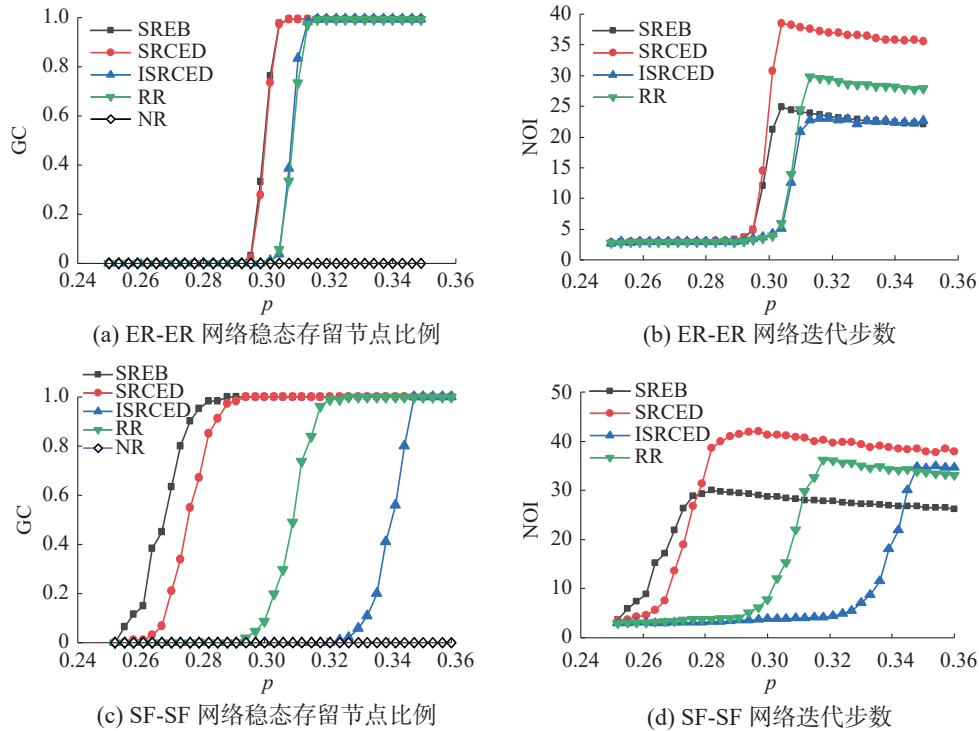 1.0
0.8
0.6
0.4
0.2
0
GC
SREB
SRCED
ISRCED
RR
NR
0.24 0.26 0.28 0.30 0.32 0.34 0.36
p
(a) ER-ER 网络稳态存留节点比例
40
35
30
25
20
15
10
5
0
NOI
SREB
SRCED
ISRCED
RR
0.24 0.26 0.28 0.30 0.32 0.34 0.36
p
(b) ER-ER 网络迭代步数
1.0
0.8
0.6
0.4
0.2
0
GC
SREB
SRCED
ISRCED
RR
NR
0.24 0.26 0.28 0.30 0.32 0.34 0.36
p
(c) SF-SF 网络稳态存留节点比例
50
40
30
20
10
0
NOI
SREB
SRCED
ISRCED
RR
0.24 0.26 0.28 0.30 0.32 0.34 0.36
p
(d) SF-SF 网络迭代步数